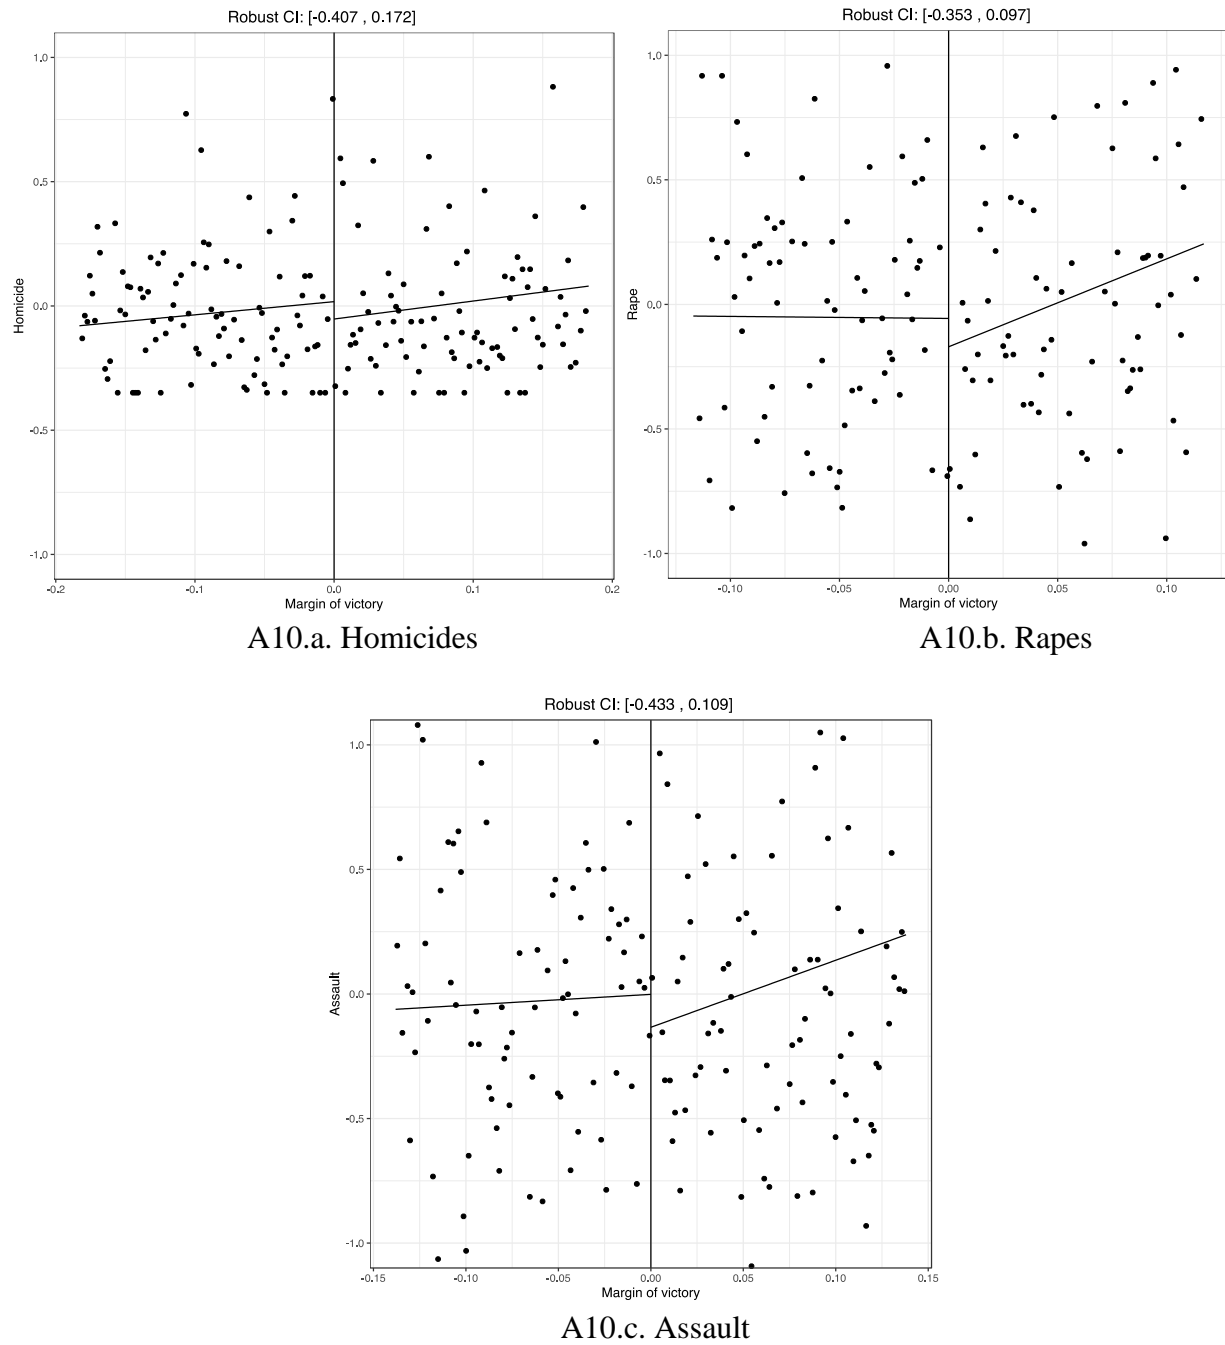 Robust CI: [-0.407 , 0.172]
1.0
0.5
0.0
-0.5
-1.0
Homicide
-0.2
-0.1
0.0
0.1
0.2
Margin of victory
A10.a. Homicides
Robust CI: [-0.353 , 0.097]
1.0
0.5
0.0
-0.5
-1.0
Rape
-0.10
-0.05
0.00
0.05
0.10
Margin of victory
A10.b. Rapes
Robust CI: [-0.433 , 0.109]
1.0
0.5
0.0
-0.5
-1.0
Assault
-0.15
-0.10
-0.05
0.00
0.05
0.10
0.15
Margin of victory
A10.c. Assault